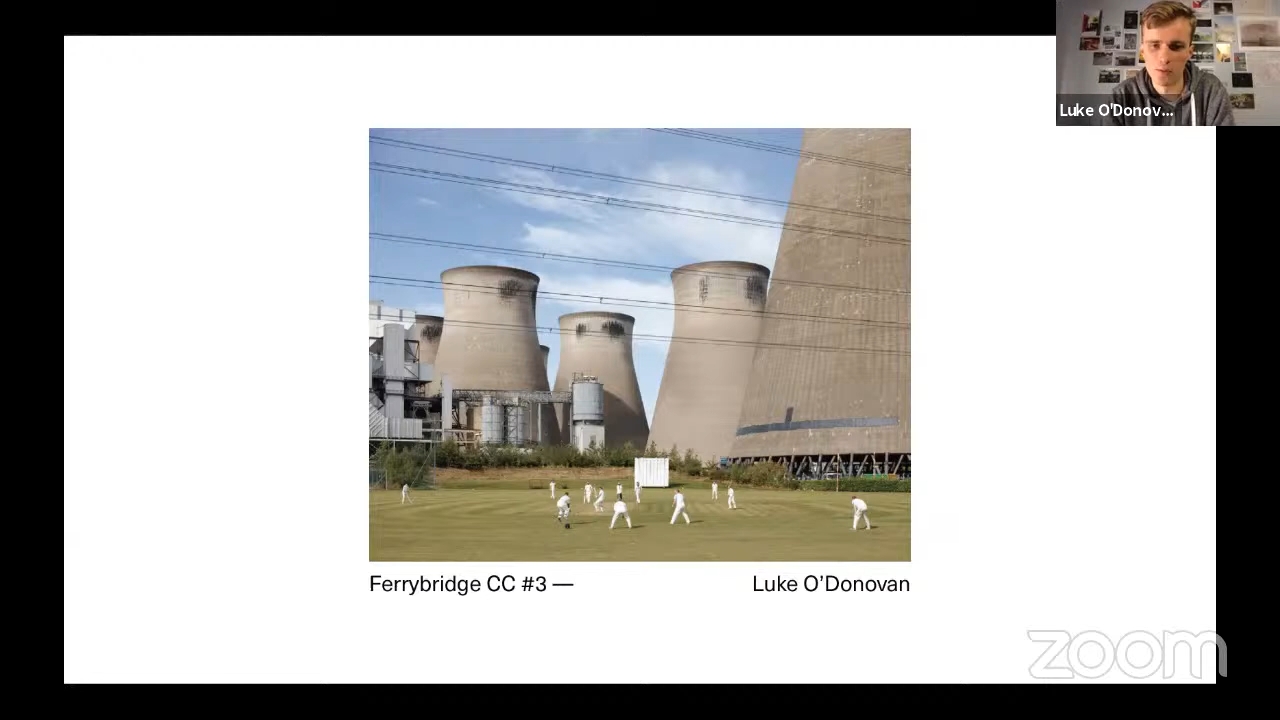 Luke O'Donov...
Ferrybridge CC #3 —
Luke O’Donovan
zoom